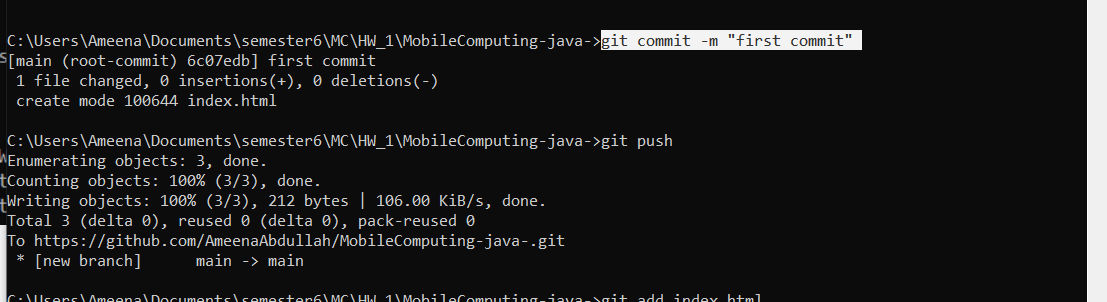 C:\Users\Ameena\Documents\semester6\MC\HW_1\MobileComputing-java->git commit -m "first commit"
[main (root-commit) 6c07edb] first commit
 1 file changed, 0 insertions(+), 0 deletions(-)
 create mode 100644 index.html
C:\Users\Ameena\Documents\semester6\MC\HW_1\MobileComputing-java->git push
Enumerating objects: 3, done.
Counting objects: 100% (3/3), done.
Writing objects: 100% (3/3), 212 bytes | 106.00 KiB/s, done.
Total 3 (delta 0), reused 0 (delta 0), pack-reused 0
To https://github.com/AmeenaAbdullah/MobileComputing-java-.git
 * [new branch]      main -> main
C:\Users\Ameena\Documents\semester6\MC\HW_1\MobileComputing-java->git add index.html